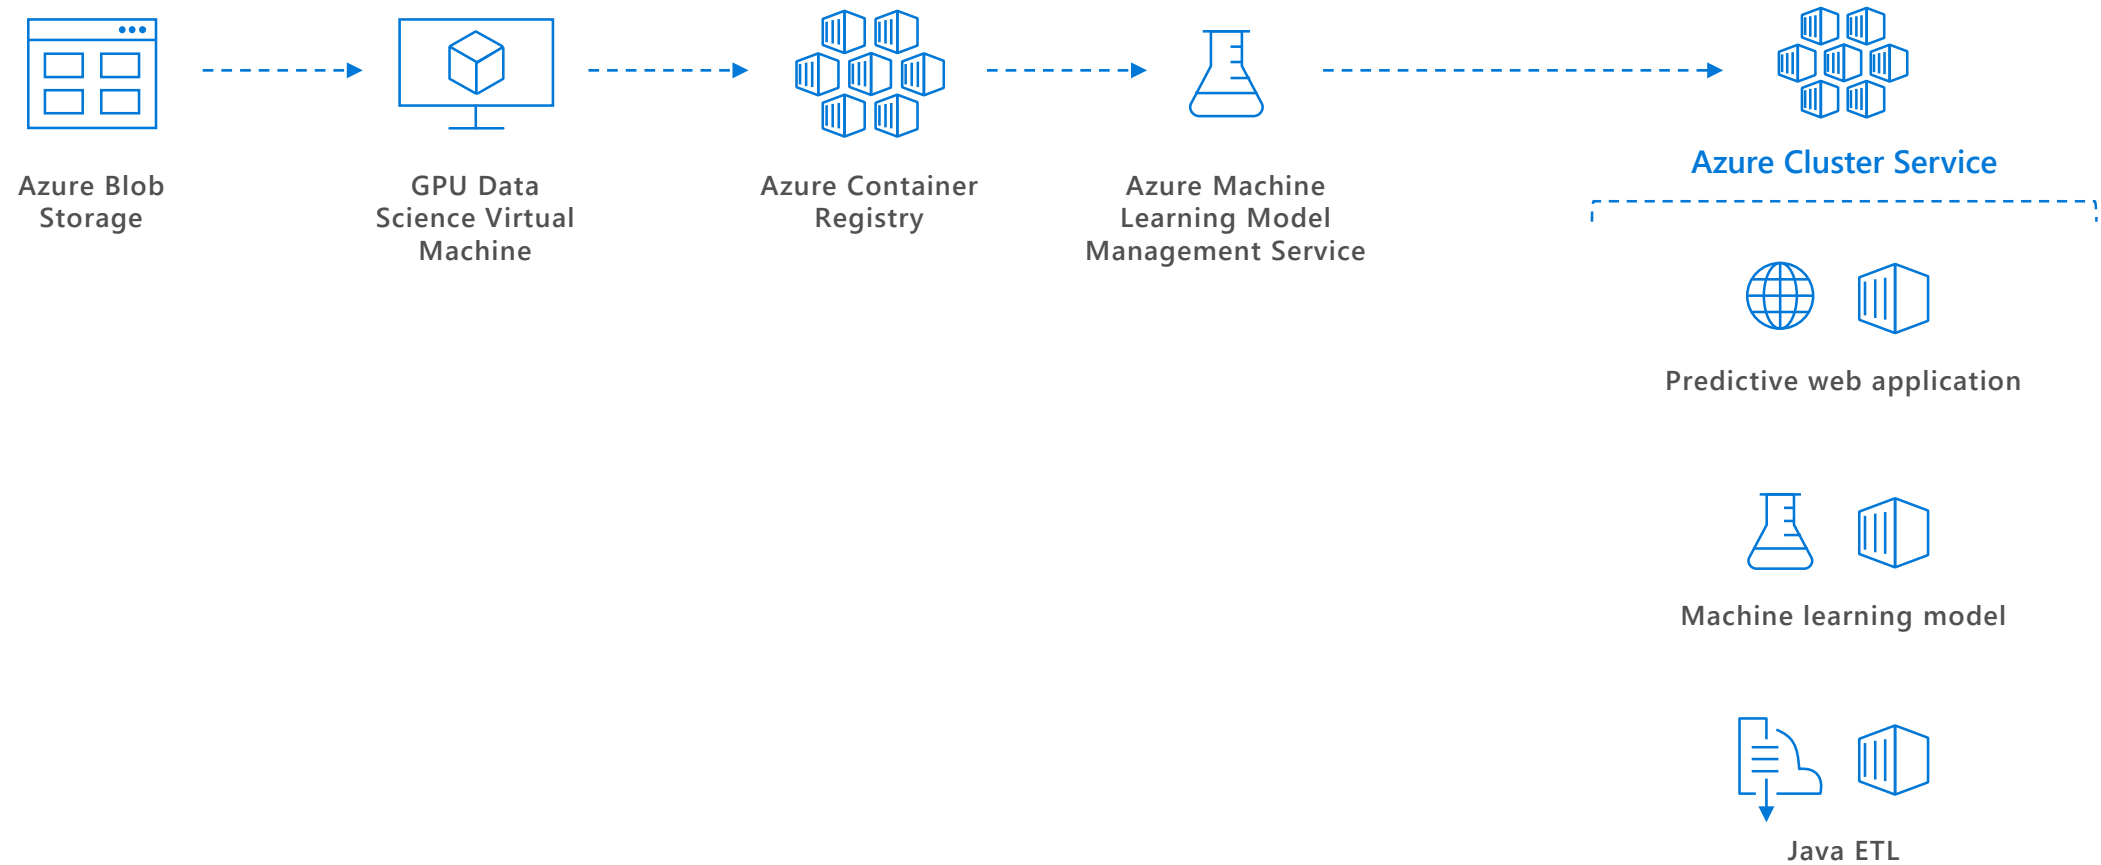 Azure Blob
Storage
GPU Data
Science Virtual
Machine
Azure Container
Registry
Azure Machine
Learning Model
Management Service
Azure Cluster Service
Predictive web application
Machine learning model
Java ETL